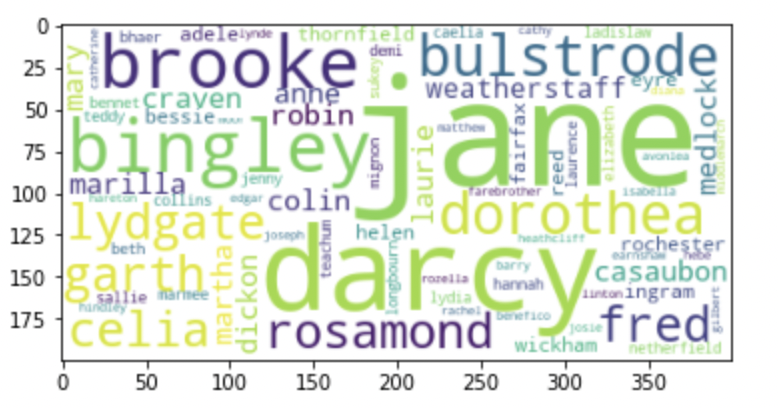 0
25
50
75
100
125
150
175
0 50 100 150 200 250 300 350
bhaer adele lynde thornfield caelia cathy ladislaw
catherine brooke demi bulstrode
mary sukey weatherstaff eyre
diana
bennet craven anne
teddy bessie robin jane medlock
bingley matthew fairfax laurence elizabeth
mignon laurie reed avonlea middlemarch
marilla jenny farebrother isabella
hareton collins edgar colin
lydgate joseph helen dorothea
beth teachum heathcliff rochester
garth martha darcy longbourn barry earnshaw hebe
casaubon
sallie marmee dickon rozella hannah
hindley lydia linton ingram
celia rosamond rachel benefico fred gilbert
josie
wickham netherfield